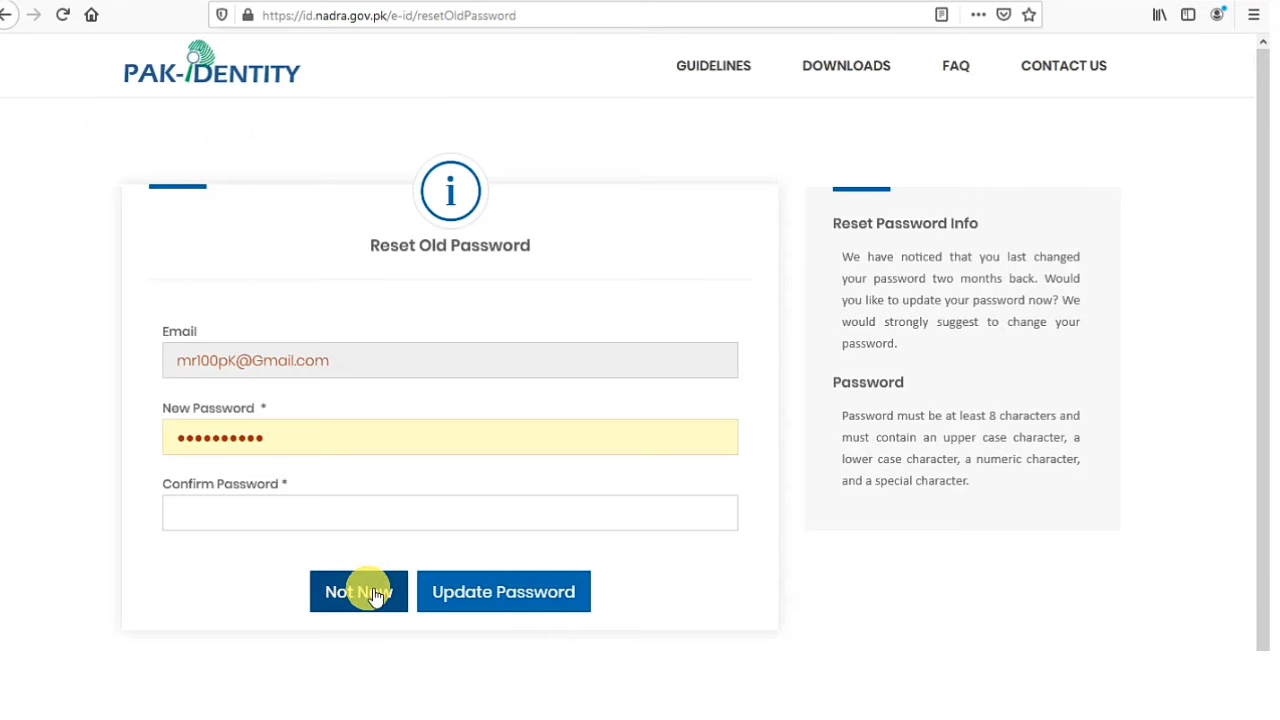 https://id.nadra.gov.pk/e-id/resetOldPassword
PAK-iDENTITY
GUIDELINES
DOWNLOADS
FAQ
CONTACT US
i
Reset Old Password
Email
mr100pK@Gmail.com
New Password *
••••••••••
Confirm Password *
Not Now
Update Password
Reset Password Info
We have noticed that you last changed
your password two months back. Would
you like to update your password now? We
would strongly suggest to change your
password.
Password
Password must be at least 8 characters and
must contain an upper case character, a
lower case character, a numeric character,
and a special character.